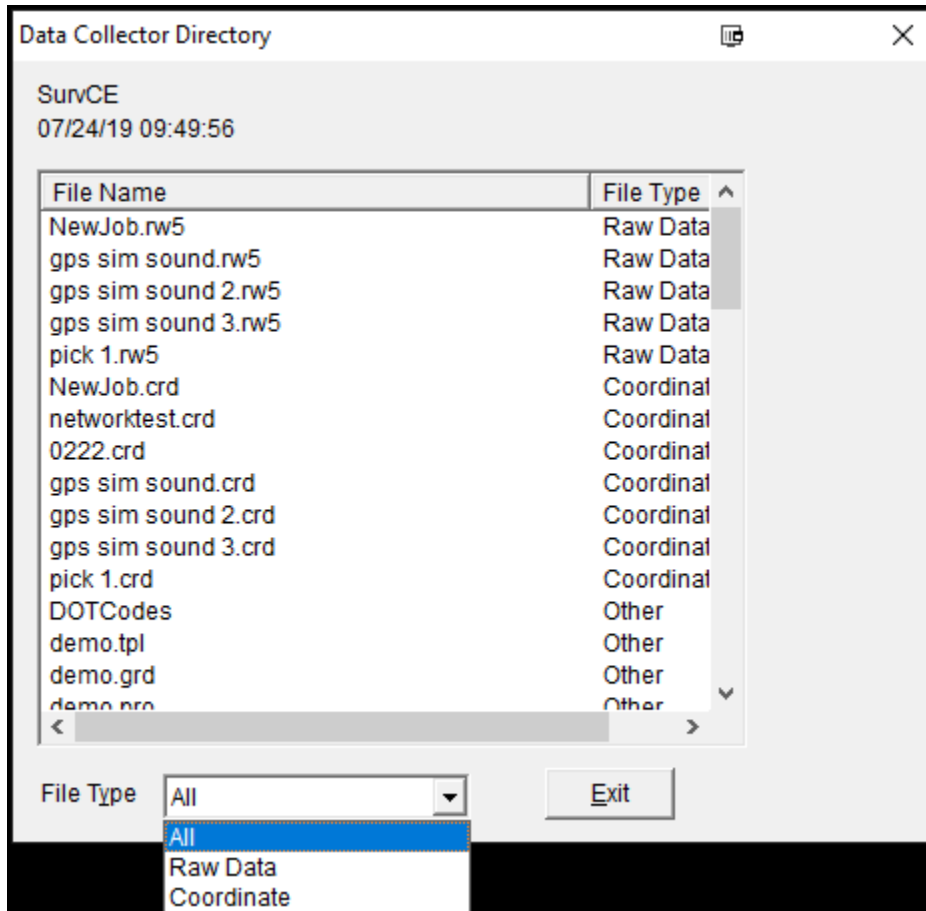 Data Collector Directory
SurvCE
07/24/19 09:49:56
File Name File Type
NewJob.rw5 Raw Data
gps sim sound.rw5 Raw Data
gps sim sound 2.rw5 Raw Data
gps sim sound 3.rw5 Raw Data
pick 1.rw5 Raw Data
NewJob.crd Coordinat
networktest.crd Coordinat
0222.crd Coordinat
gps sim sound.crd Coordinat
gps sim sound 2.crd Coordinat
gps sim sound 3.crd Coordinat
pick 1.crd Coordinat
DOTCodes Other
demo.tpl Other
demo.grd Other
demo.pro Other
File Type All Exit
All
Raw Data
Coordinate